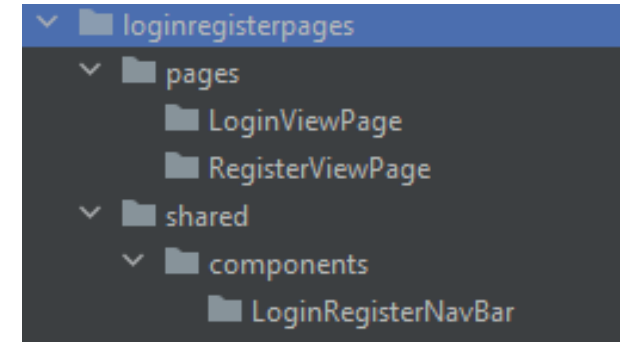 loginregisterpages
pages
LoginViewPage
RegisterViewPage
shared
components
LoginRegisterNavBar